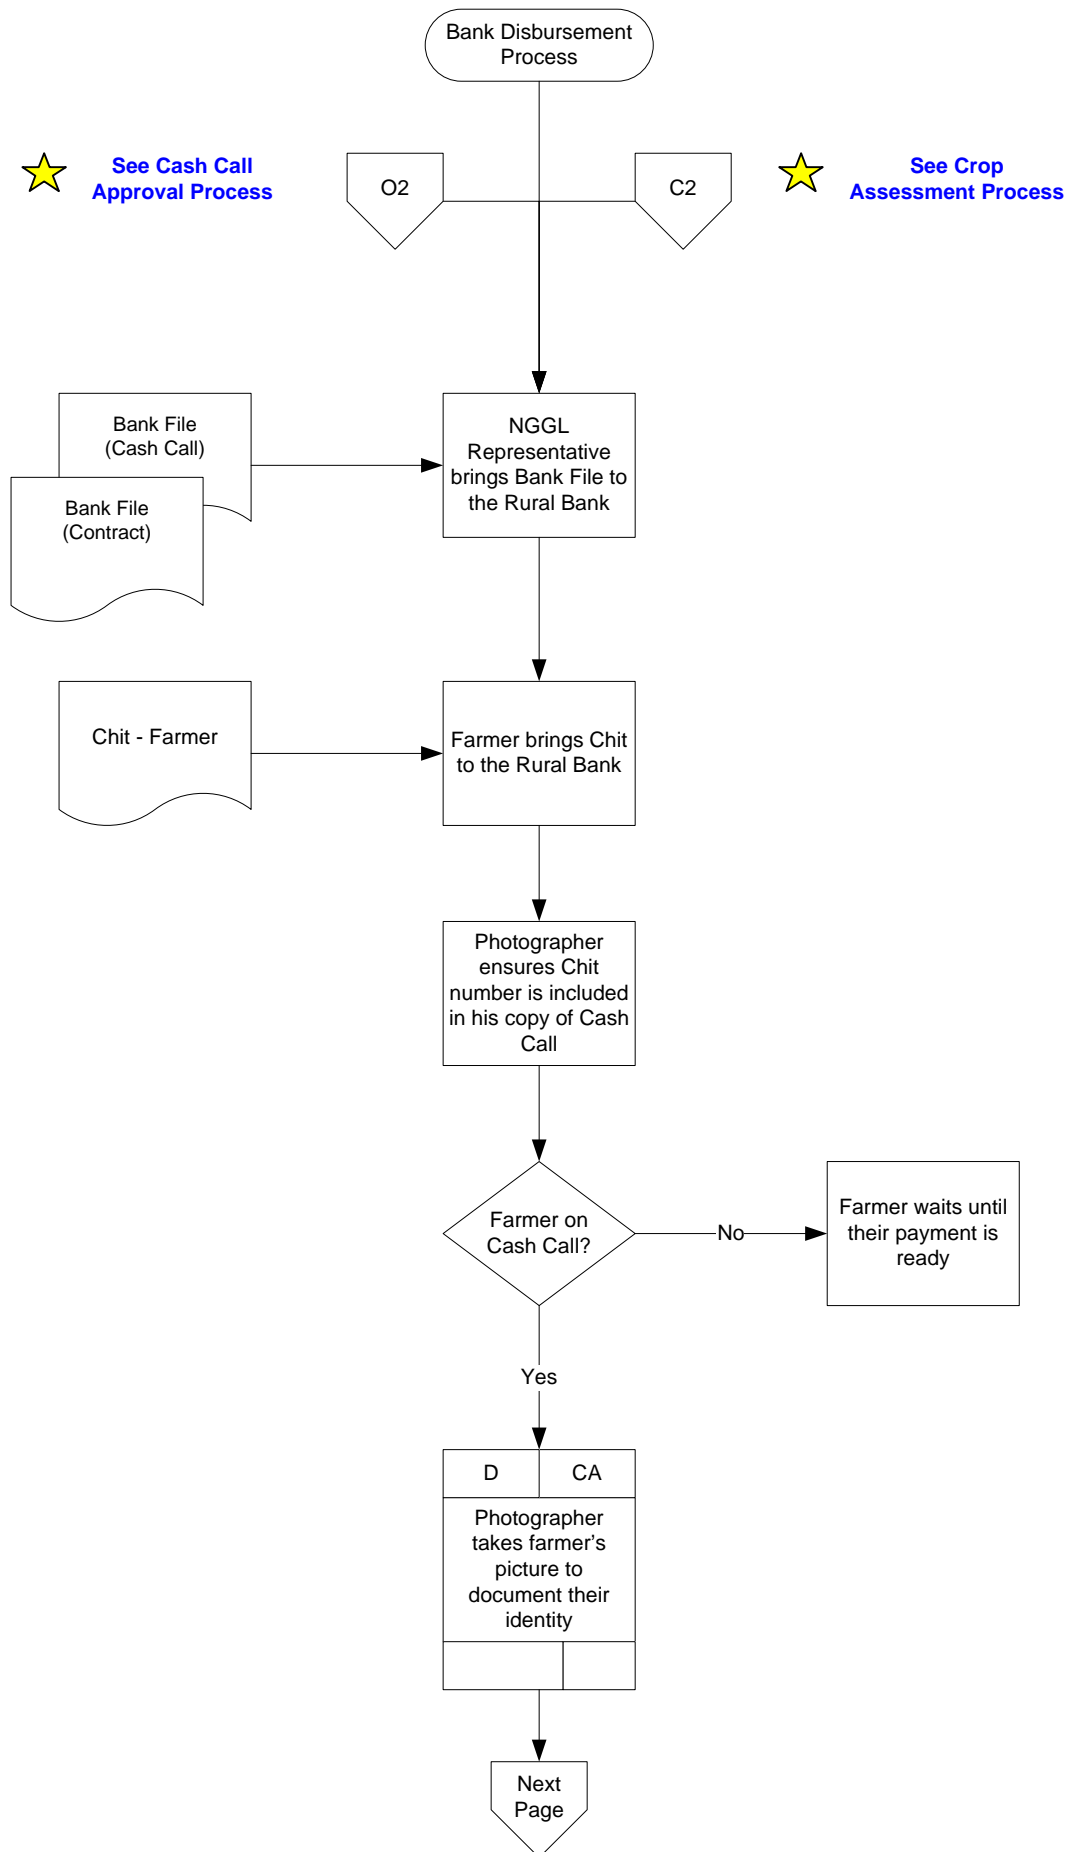 Bank Disbursement
Process
See Cash Call
Approval Process
O2
C2
See Crop
Assessment Process
Bank File
(Cash Call)
Bank File
(Contract)
NGGL
Representative
brings Bank File to
the Rural Bank
Chit - Farmer
Farmer brings Chit
to the Rural Bank
Photographer
ensures Chit
number is included
in his copy of Cash
Call
Farmer on
Cash Call?
No
Farmer waits until
their payment is
ready
Yes
D
CA
Photographer
takes farmer’s
picture to
document their
identity
Next
Page